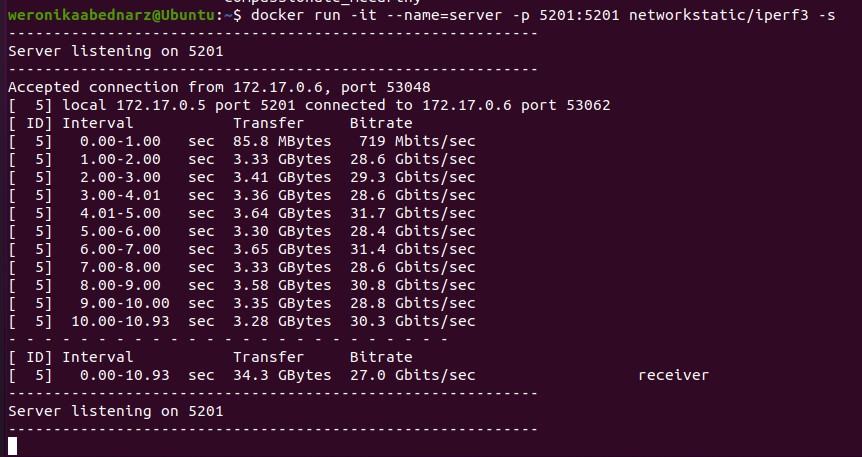 weronikaabednarz@Ubuntu:~$ docker run -it --name=server -p 5201:5201 networkstatic/iperf3 -s
-----------------------------------------------------------
Server listening on 5201
-----------------------------------------------------------
Accepted connection from 172.17.0.6, port 53048
[  5] local 172.17.0.5 port 5201 connected to 172.17.0.6 port 53062
[ ID] Interval           Transfer     Bitrate
[  5]   0.00-1.00   sec  85.8 MBytes   719 Mbits/sec
[  5]   1.00-2.00   sec  3.33 GBytes  28.6 Gbits/sec
[  5]   2.00-3.00   sec  3.41 GBytes  29.3 Gbits/sec
[  5]   3.00-4.01   sec  3.36 GBytes  28.6 Gbits/sec
[  5]   4.01-5.00   sec  3.64 GBytes  31.7 Gbits/sec
[  5]   5.00-6.00   sec  3.30 GBytes  28.4 Gbits/sec
[  5]   6.00-7.00   sec  3.65 GBytes  31.4 Gbits/sec
[  5]   7.00-8.00   sec  3.33 GBytes  28.6 Gbits/sec
[  5]   8.00-9.00   sec  3.58 GBytes  30.8 Gbits/sec
[  5]   9.00-10.00  sec  3.35 GBytes  28.8 Gbits/sec
[  5]  10.00-10.93  sec  3.28 GBytes  30.3 Gbits/sec
- - - - - - - - - - - - - - - - - - - - - - - - -
[ ID] Interval           Transfer     Bitrate
[  5]   0.00-10.93  sec  34.3 GBytes  27.0 Gbits/sec                  receiver
-----------------------------------------------------------
Server listening on 5201
-----------------------------------------------------------